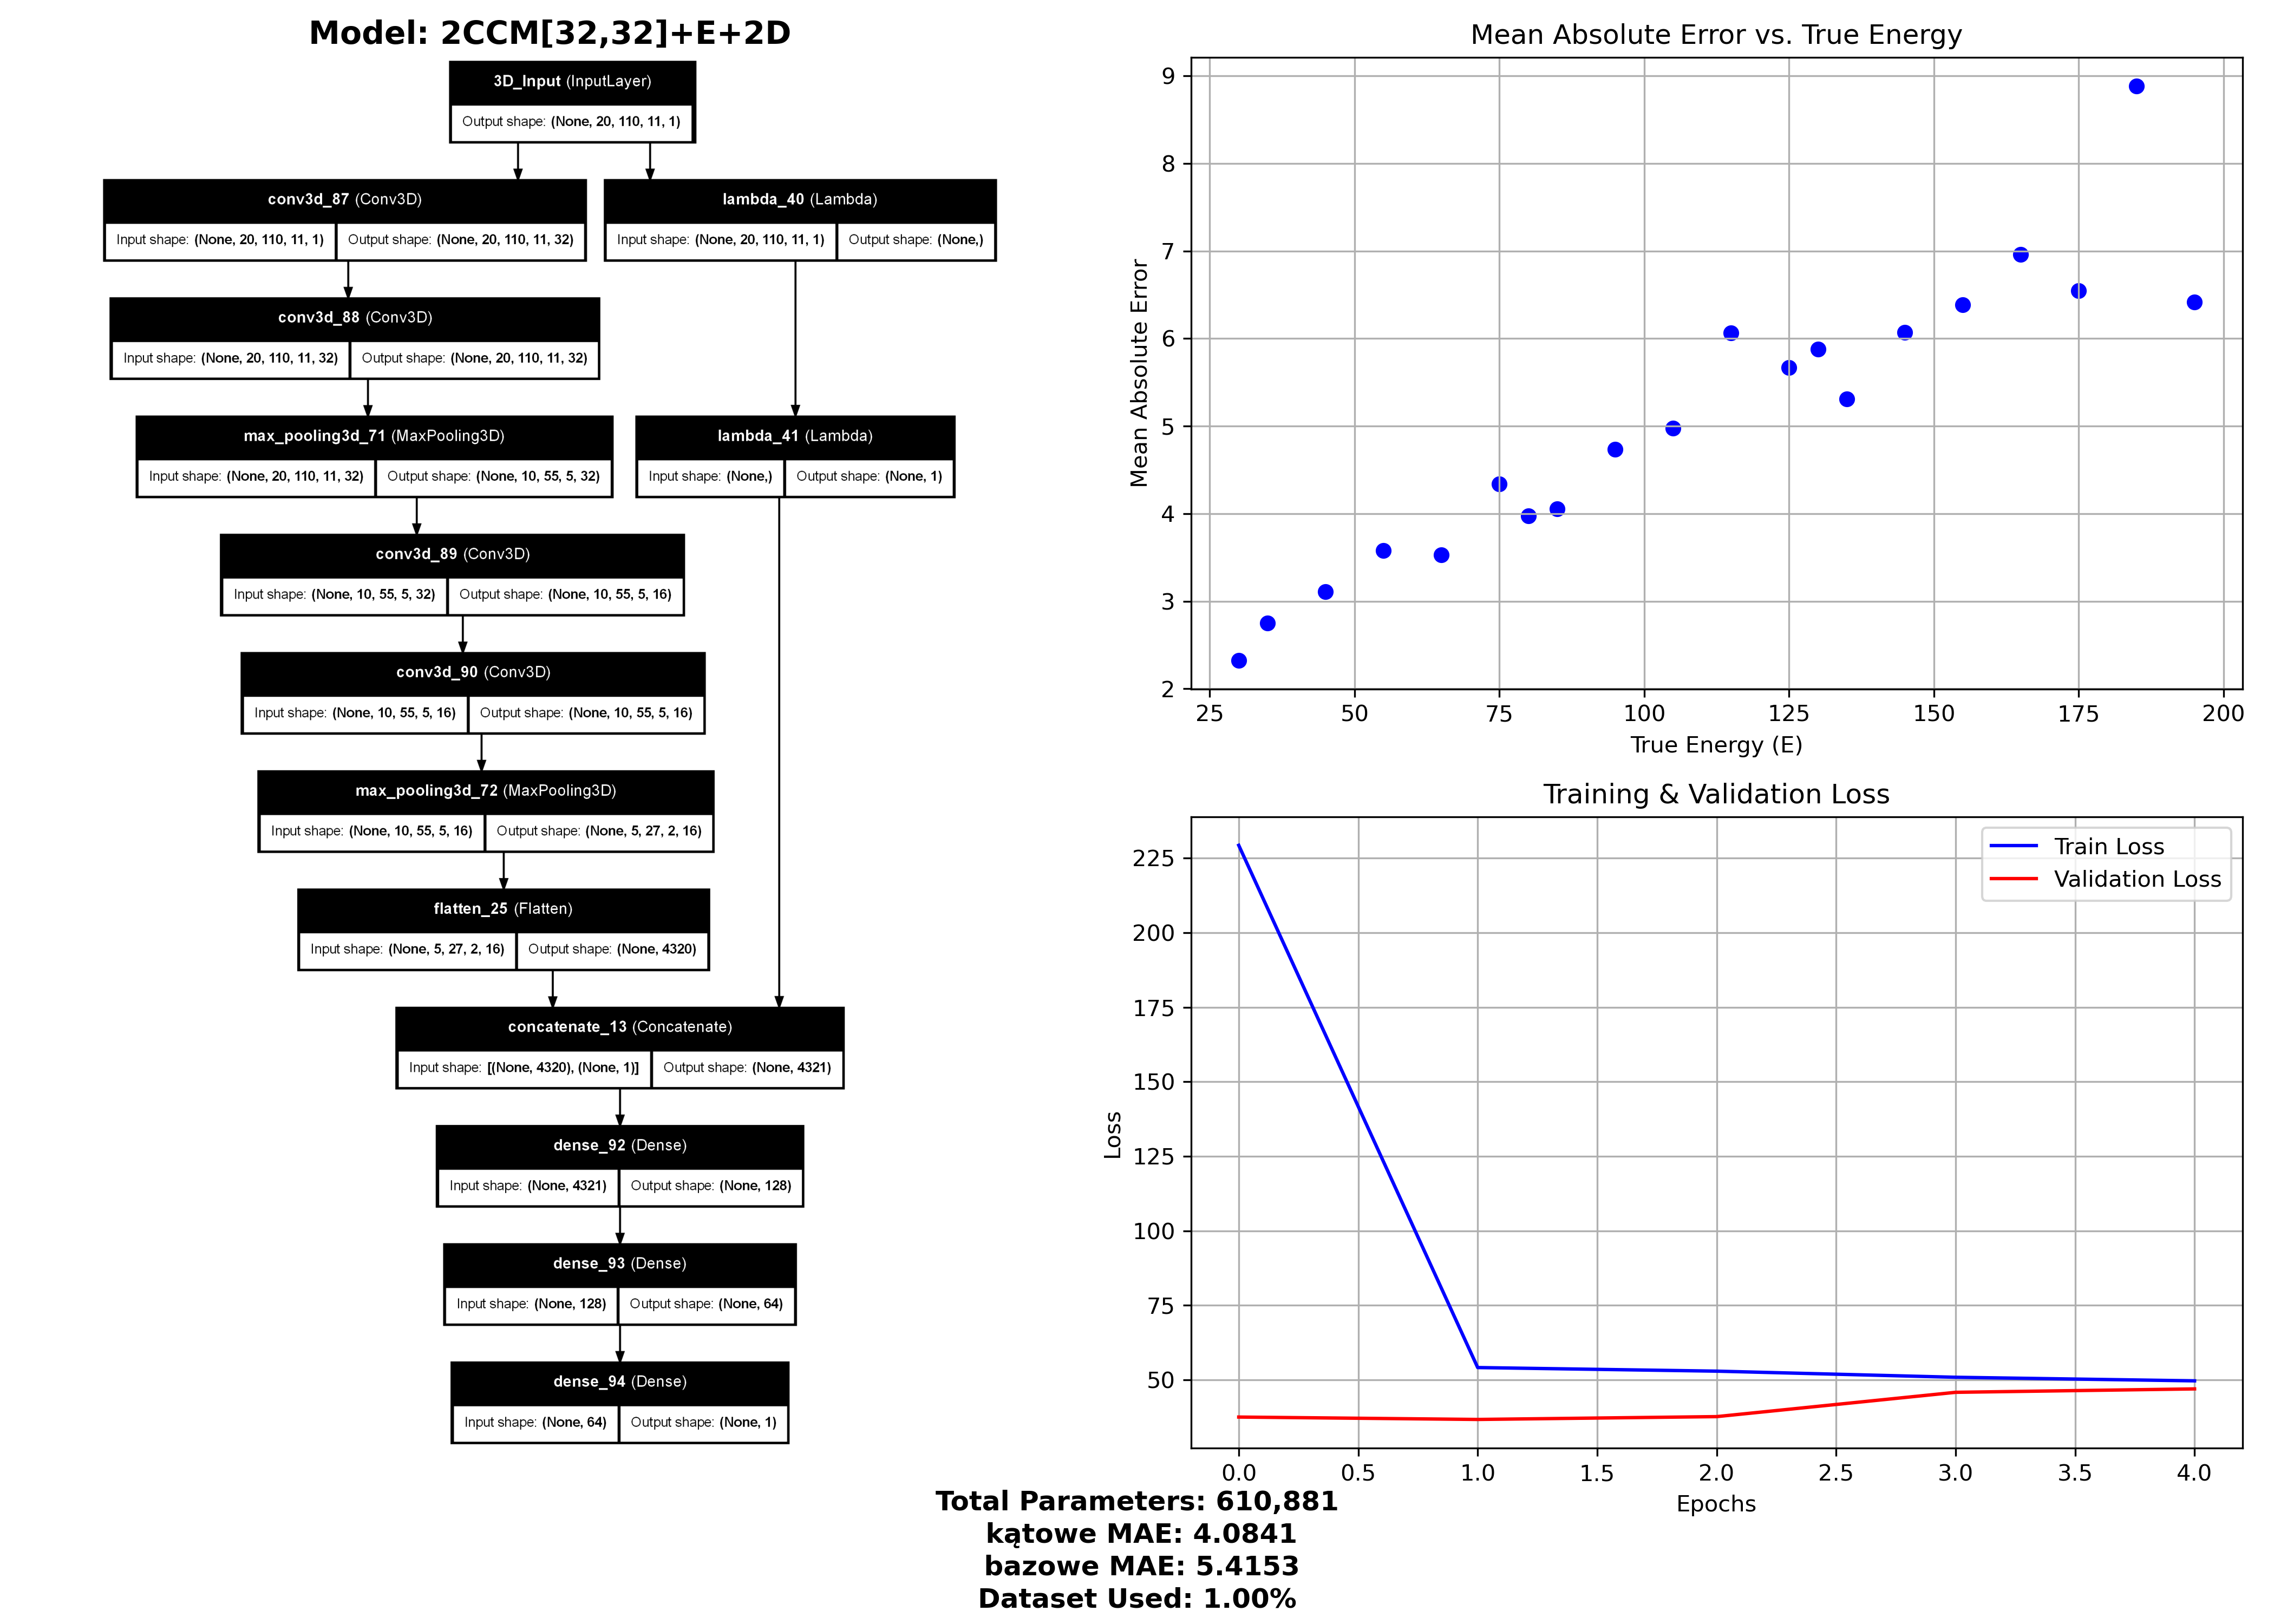 Model: 2CCM[32,32]+E+2D
3D_Input (InputLayer)
Output shape: (None, 20, 110, 11, 1)
conv3d_87 (Conv3D)
Input shape: (None, 20, 110, 11, 1) Output shape: (None, 20, 110, 11, 32)
lambda_40 (Lambda)
Input shape: (None, 20, 110, 11, 1) Output shape: (None,)
conv3d_88 (Conv3D)
Input shape: (None, 20, 110, 11, 32) Output shape: (None, 20, 110, 11, 32)
max_pooling3d_71 (MaxPooling3D)
Input shape: (None, 20, 110, 11, 32) Output shape: (None, 10, 55, 5, 32)
lambda_41 (Lambda)
Input shape: (None,) Output shape: (None, 1)
conv3d_89 (Conv3D)
Input shape: (None, 10, 55, 5, 32) Output shape: (None, 10, 55, 5, 16)
conv3d_90 (Conv3D)
Input shape: (None, 10, 55, 5, 16) Output shape: (None, 10, 55, 5, 16)
max_pooling3d_72 (MaxPooling3D)
Input shape: (None, 10, 55, 5, 16) Output shape: (None, 5, 27, 2, 16)
flatten_25 (Flatten)
Input shape: (None, 5, 27, 2, 16) Output shape: (None, 4320)
concatenate_13 (Concatenate)
Input shape: [(None, 4320), (None, 1)] Output shape: (None, 4321)
dense_92 (Dense)
Input shape: (None, 4321) Output shape: (None, 128)
dense_93 (Dense)
Input shape: (None, 128) Output shape: (None, 64)
dense_94 (Dense)
Input shape: (None, 64) Output shape: (None, 1)
Mean Absolute Error vs. True Energy
Mean Absolute Error
9
8
7
6
5
4
3
2
25 50 75 100 125 150 175 200
True Energy (E)
Training & Validation Loss
Train Loss
Validation Loss
Loss
225
200
175
150
125
100
75
50
0.0 0.5 1.0 1.5 2.0 2.5 3.0 3.5 4.0
Epochs
Total Parameters: 610,881
kątowe MAE: 4.0841
bazowe MAE: 5.4153
Dataset Used: 1.00%